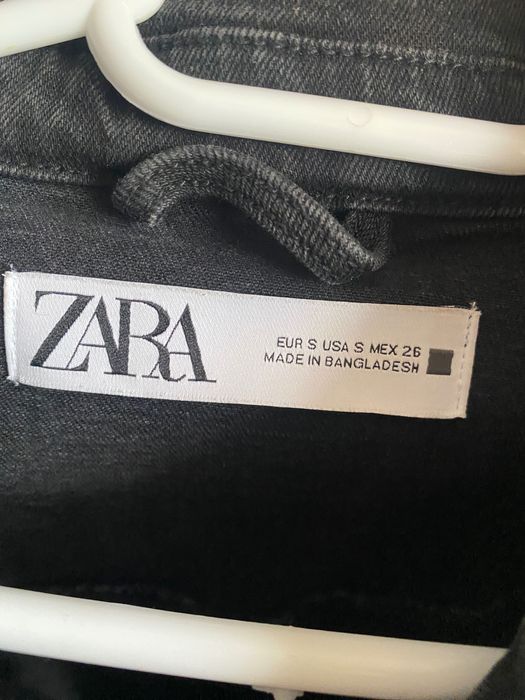 ZARA
EUR S USA S MEX 26
MADE IN BANGLADESH